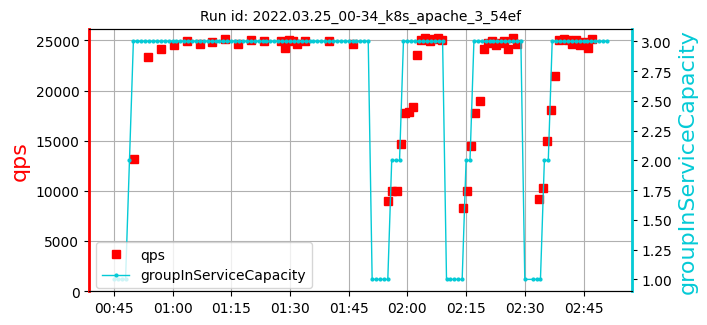 Run id: 2022.03.25_00-34_k8s_apache_3_54ef
25000
20000
15000
10000
5000
0
qps
3.00
2.75
2.50
2.25
2.00
1.75
1.50
1.25
1.00
groupInServiceCapacity
qps
groupInServiceCapacity
00:45 01:00 01:15 01:30 01:45 02:00 02:15 02:30 02:45